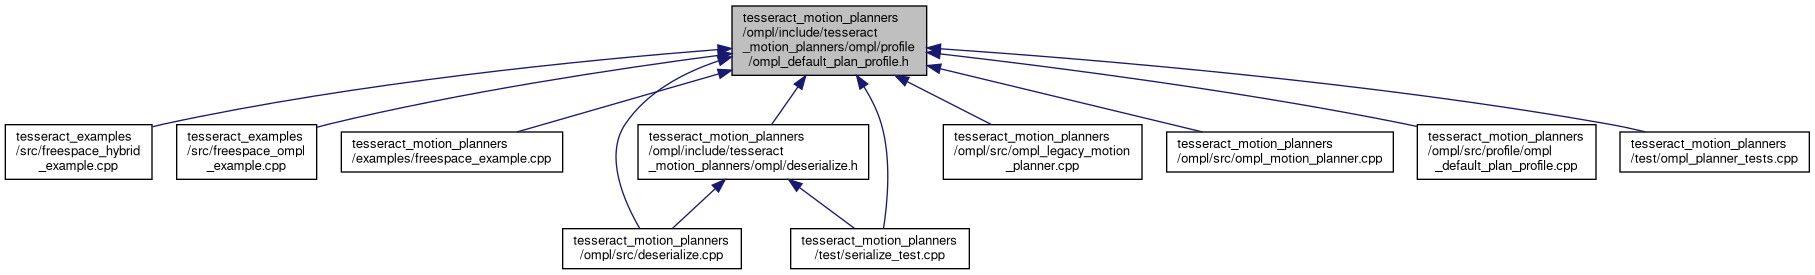 tesseract_motion_planners
/ompl/include/tesseract
_motion_planners/ompl/profile
/ompl_default_plan_profile.h
tesseract_examples
/src/freespace_hybrid
_example.cpp
tesseract_examples
/src/freespace_ompl
_example.cpp
tesseract_motion_planners
/examples/freespace_example.cpp
tesseract_motion_planners
/ompl/include/tesseract
_motion_planners/ompl/deserialize.h
tesseract_motion_planners
/ompl/src/ompl_legacy_motion
_planner.cpp
tesseract_motion_planners
/ompl/src/ompl_motion_planner.cpp
tesseract_motion_planners
/ompl/src/profile/ompl
_default_plan_profile.cpp
tesseract_motion_planners
/test/ompl_planner_tests.cpp
tesseract_motion_planners
/ompl/src/deserialize.cpp
tesseract_motion_planners
/test/serialize_test.cpp